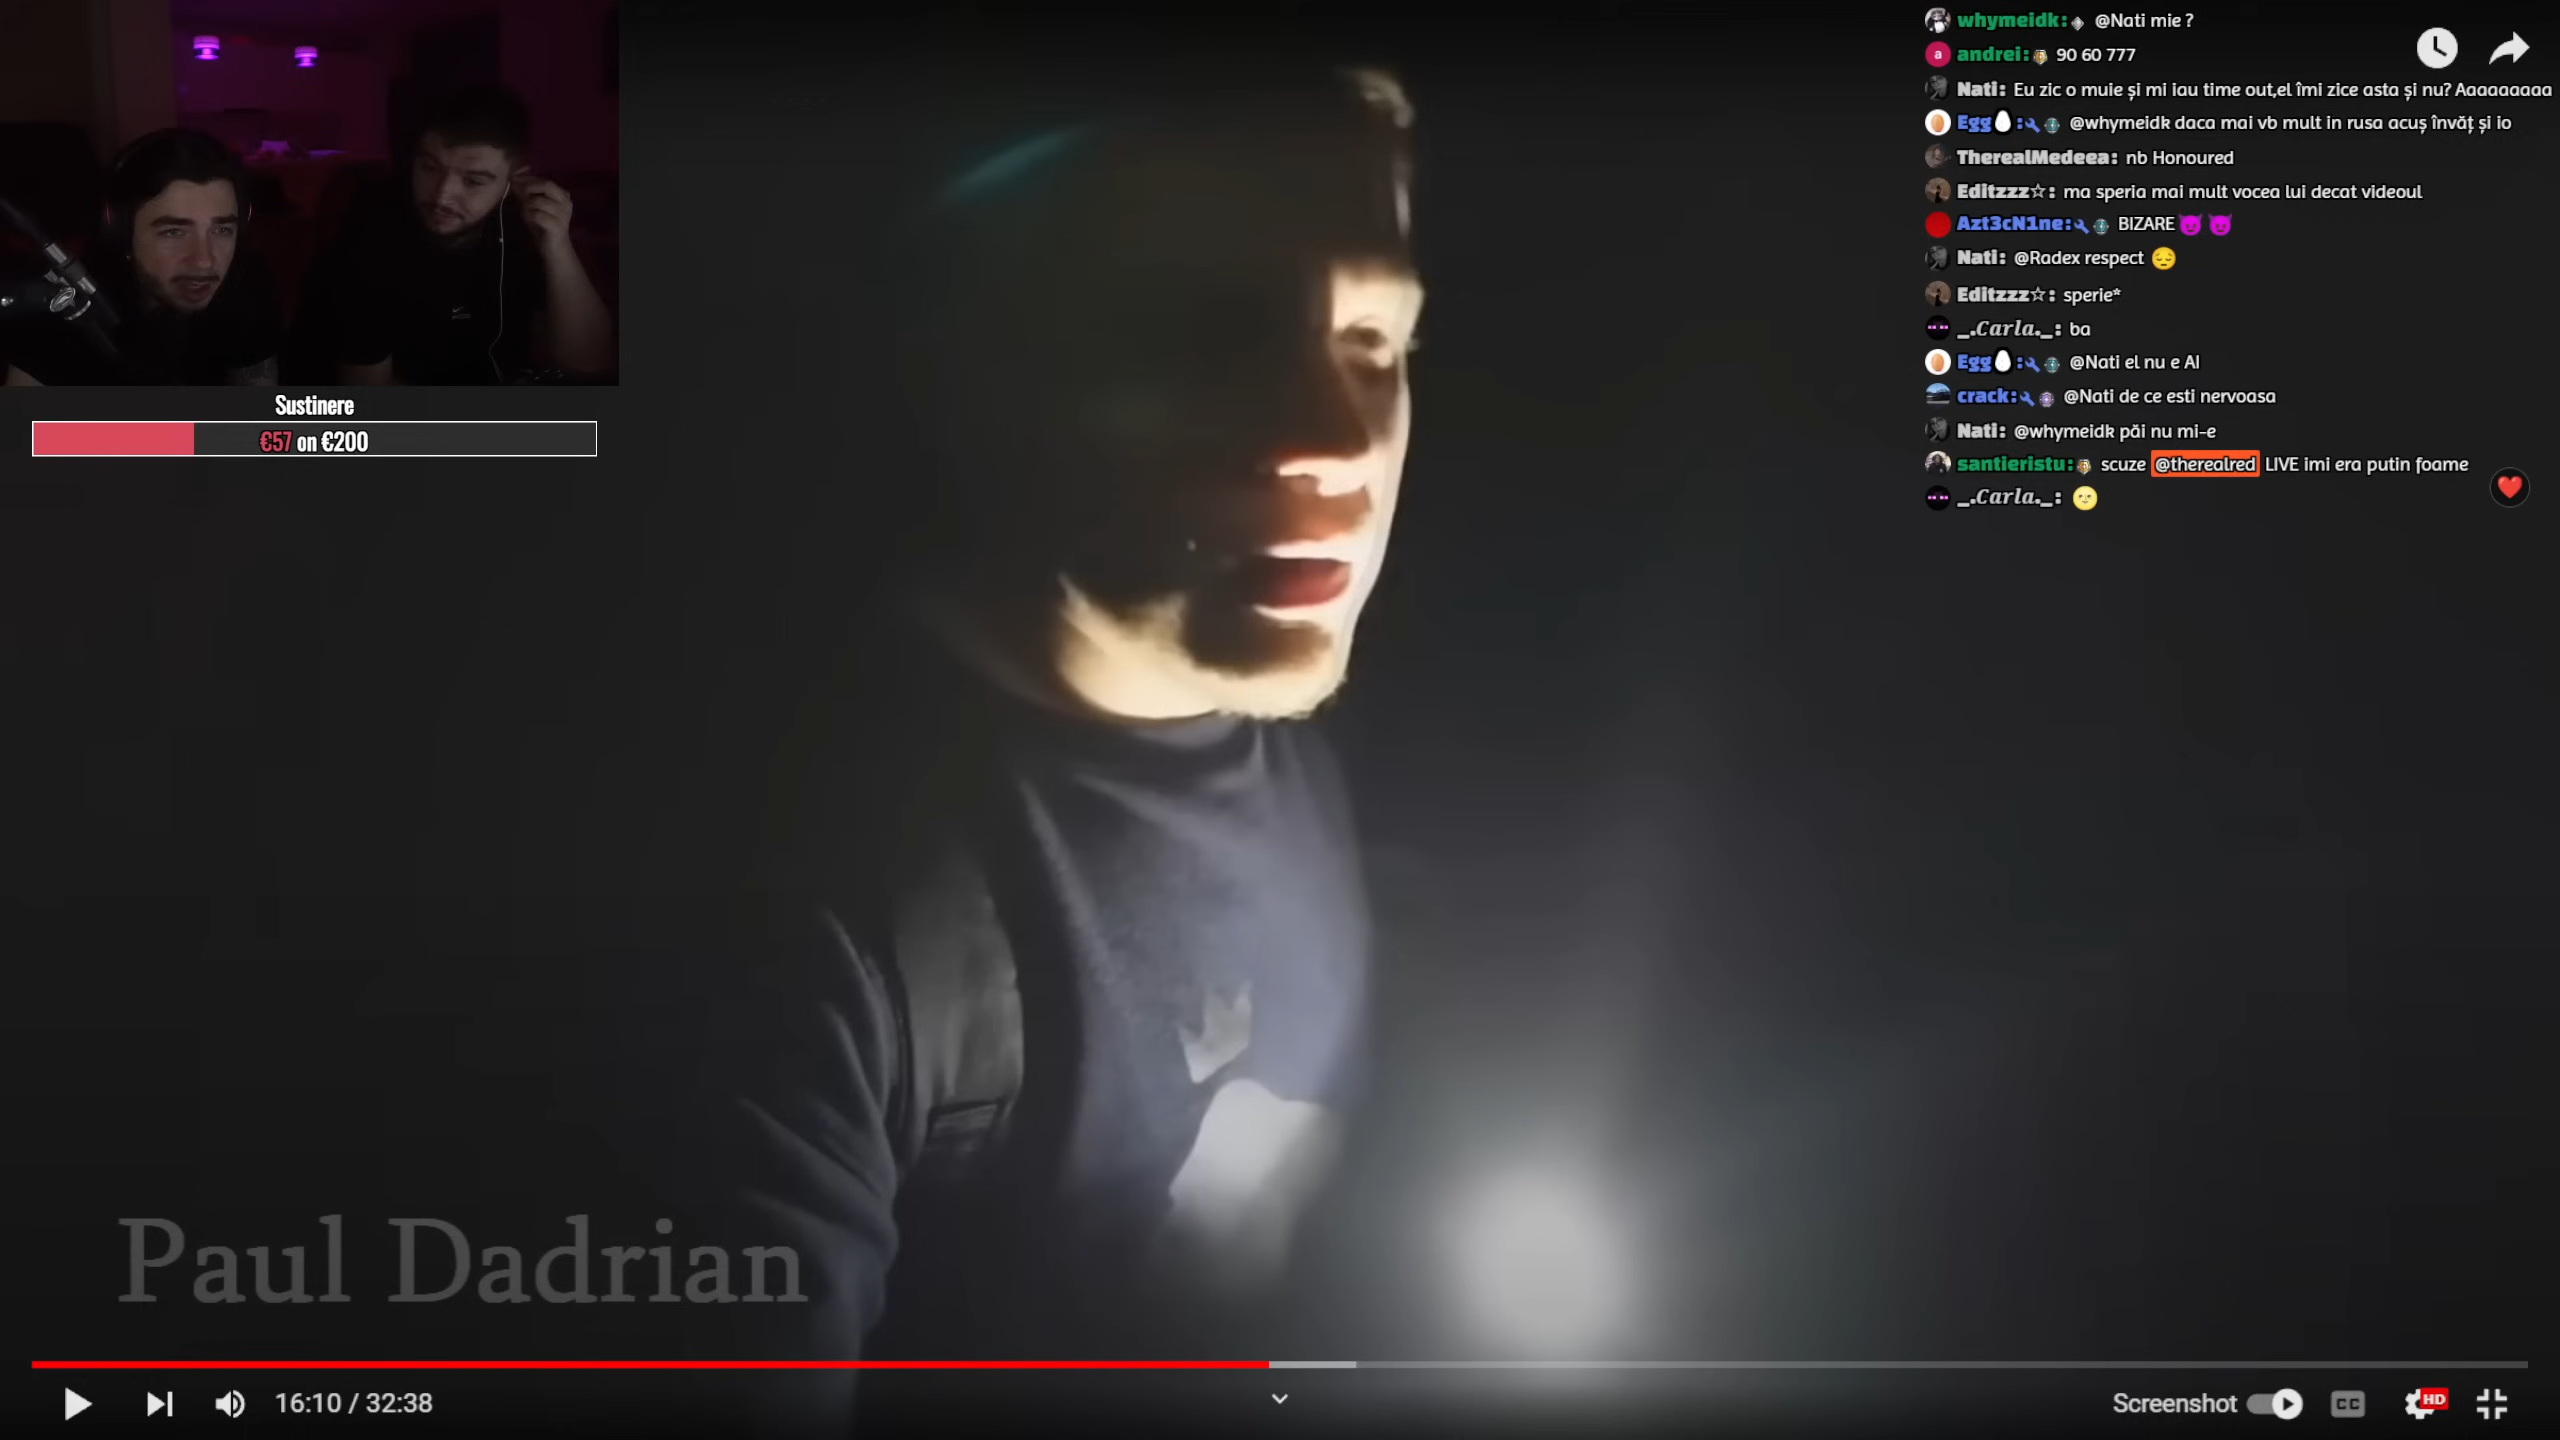 whymeidk: @Nati mie ?
a andrei: 90 60 777
Nati: Eu zic o muie și mi iau time out,el îmi zice asta și nu? Aaaaaaaaa
Egg🥚: @whymeidk daca mai vb mult in rusa acuș învăț și io
TherealMedeea: nb Honoured
Editzzz☆: ma speria mai mult vocea lui decat videoul
Azt3cN1ne: BIZARE😈 😈
Nati: @Radex respect 😔
Editzzz☆: sperie*
_.Carla._: ba
Egg🥚: @Nati el nu e AI
crack: @Nati de ce esti nervoasa
Nati: @whymeidk păi nu mi-e
santieristu: scuze @therealred LIVE imi era putin foame
_.Carla._: 🌝
Sustinere
€57 on €200
Paul Dadrian
16:10 / 32:38
Screenshot
CC
HD